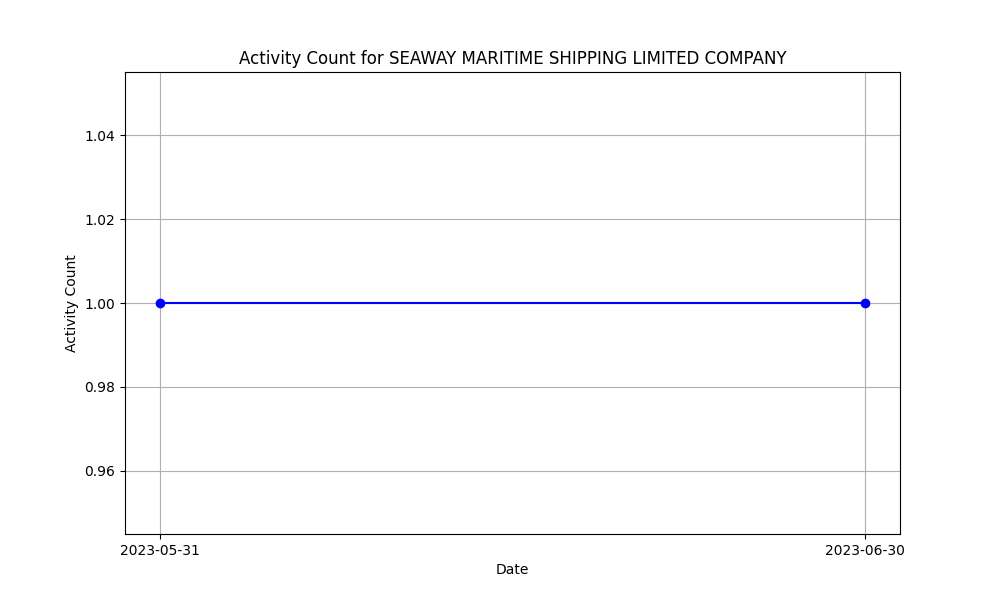 Activity Count for SEAWAY MARITIME SHIPPING LIMITED COMPANY
1.04
1.02
1.00
0.98
0.96
Activity Count
2023-05-31
2023-06-30
Date